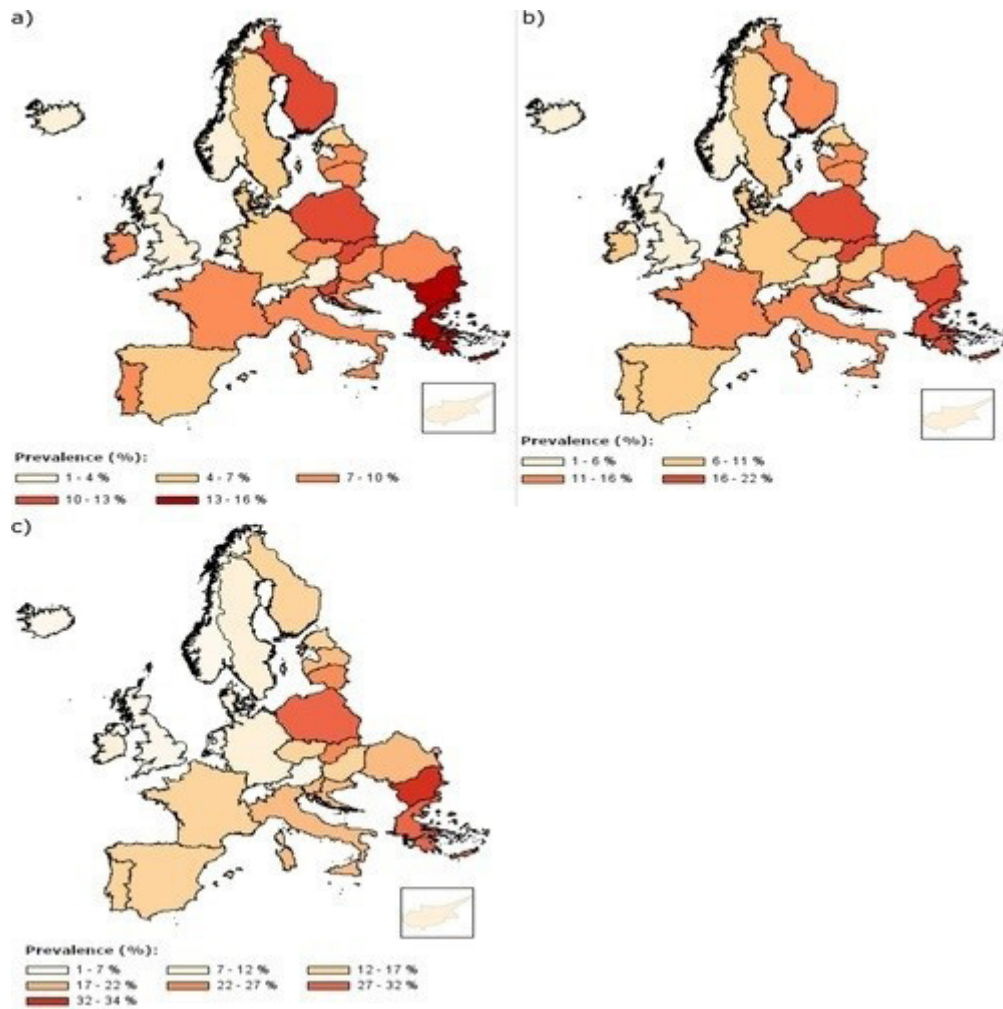 a)
b)
Prevalence (%):
1 - 4 % 4 - 7 % 7 - 10 %
10 - 13 % 13 - 16 %
Prevalence (%):
1 - 6 % 6 - 11 %
11 - 16 % 16 - 22 %
c)
Prevalence (%):
1 - 7 % 7 - 12 % 12 - 17 %
17 - 22 % 22 - 27 % 27 - 32 %
32 - 34 %